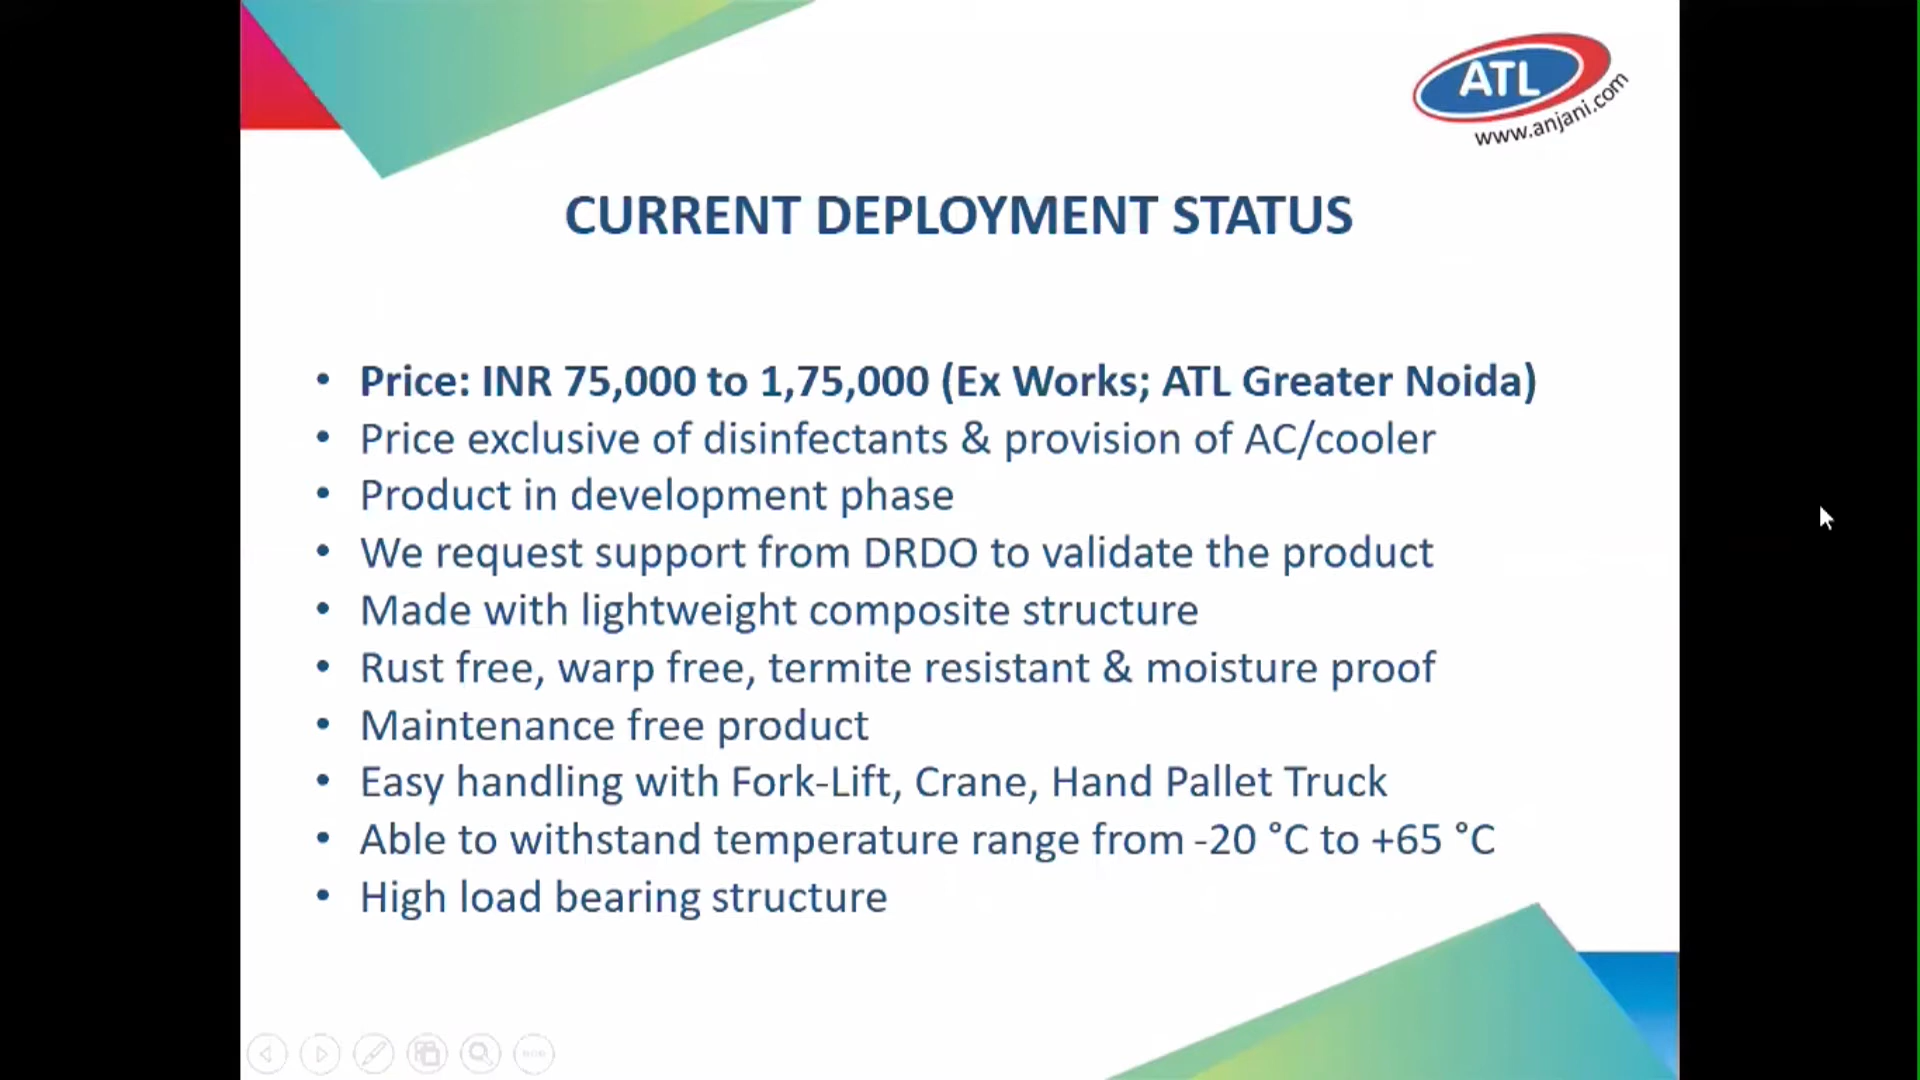 ATL
www.anjani.com
CURRENT DEPLOYMENT STATUS
• Price: INR 75,000 to 1,75,000 (Ex Works; ATL Greater Noida)
• Price exclusive of disinfectants & provision of AC/cooler
• Product in development phase
• We request support from DRDO to validate the product
• Made with lightweight composite structure
• Rust free, warp free, termite resistant & moisture proof
• Maintenance free product
• Easy handling with Fork-Lift, Crane, Hand Pallet Truck
• Able to withstand temperature range from -20 °C to +65 °C
• High load bearing structure